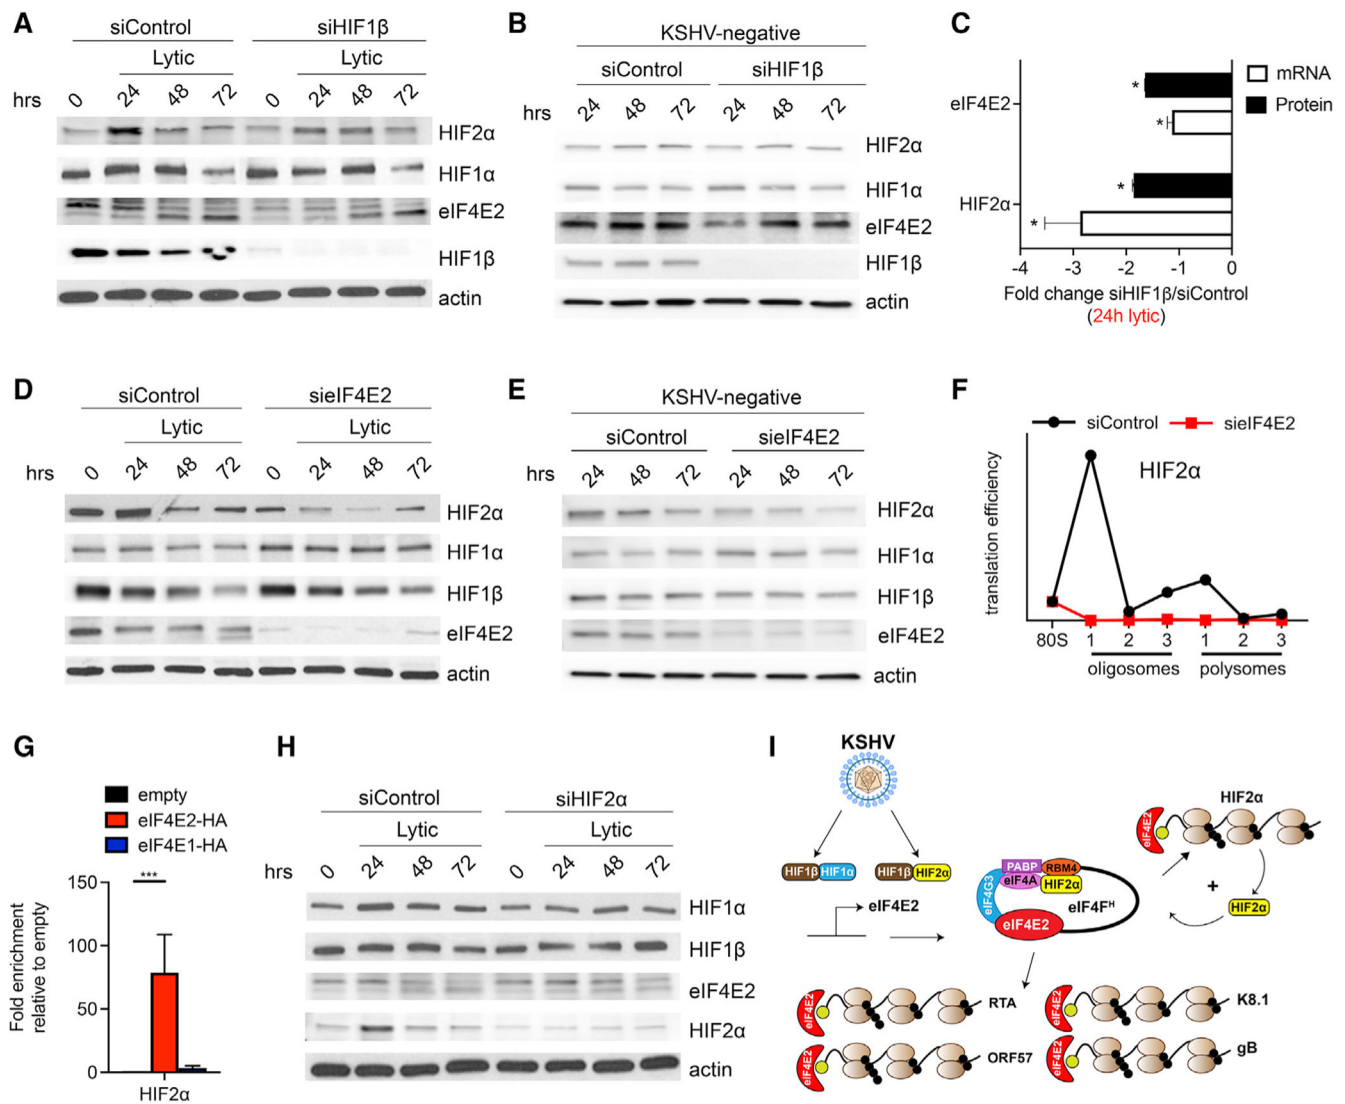 A
siControl
siHIF1β
Lytic
Lytic
hrs
0
24
48
72
0
24
48
72
HIF2α
HIF1α
eIF4E2
HIF1β
actin
B
KSHV-negative
siControl
siHIF1β
hrs
24
48
72
24
48
72
HIF2α
HIF1α
eIF4E2
HIF1β
actin
C
mRNA
Protein
eIF4E2
*
*
HIF2α
*
*
-4
-3
-2
-1
0
Fold change siHIF1β/siControl
(24h lytic)
D
siControl
sieIF4E2
Lytic
Lytic
hrs
0
24
48
72
0
24
48
72
HIF2α
HIF1α
HIF1β
eIF4E2
actin
E
KSHV-negative
siControl
sieIF4E2
hrs
24
48
72
24
48
72
HIF2α
HIF1α
HIF1β
eIF4E2
actin
F
siControl
sieIF4E2
HIF2α
translation efficiency
80S
1
2
3
1
2
3
oligosomes
polysomes
G
empty
eIF4E2-HA
eIF4E1-HA
***
150
100
50
0
Fold enrichment
relative to empty
HIF2α
H
siControl
siHIF2α
Lytic
Lytic
hrs
0
24
48
72
0
24
48
72
HIF1α
HIF1β
eIF4E2
HIF2α
actin
I
KSHV
HIF1β
HIF1α
HIF1β
HIF2α
eIF4E2
PABP
RBM4
eIF4G3
eIF4A
HIF2α
eIF4Fᴴ
eIF4E2
HIF2α
eIF4E2
+
HIF2α
eIF4E2
RTA
eIF4E2
K8.1
eIF4E2
ORF57
eIF4E2
gB